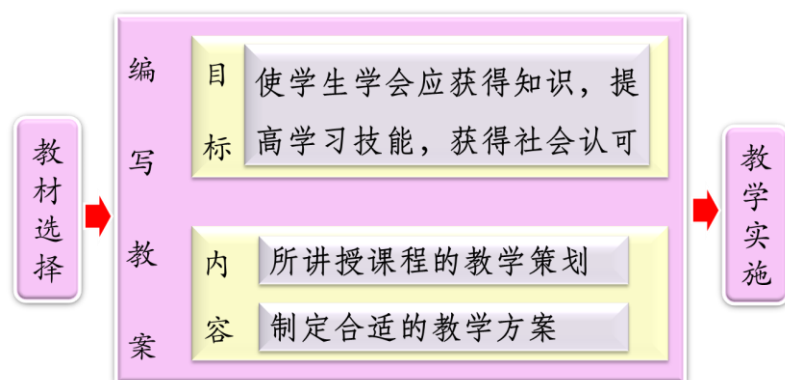 教材选择
编写教案
目标
使学生学会应获得知识，提
高学习技能，获得社会认可
内容
所讲授课程的教学策划
制定合适的教学方案
教学实施